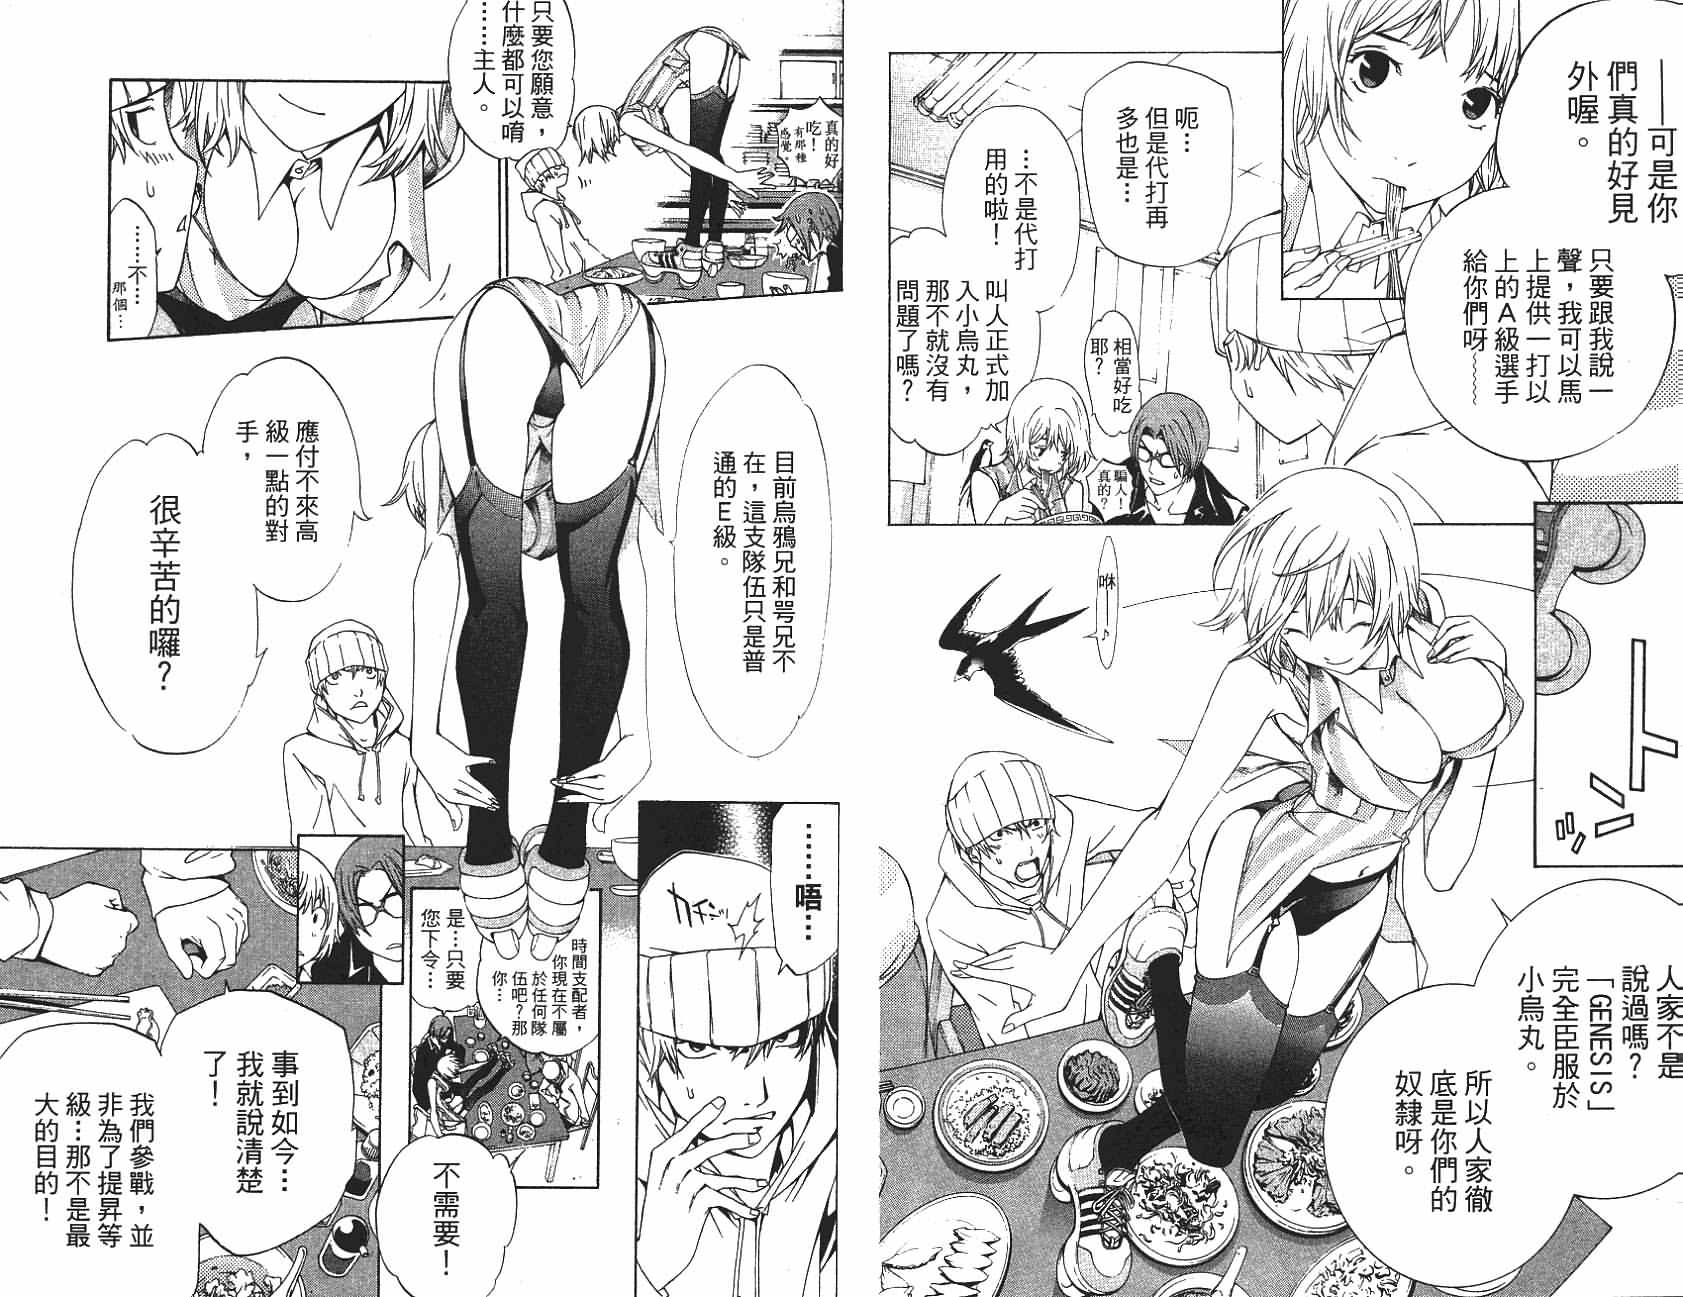 ——可是你
們真的好見
外喔。
只要跟我說一
聲，我可以馬
上提供一打以
上的A級選手
給你們呀～～
呃…
但是代打再
多也是…
…不是代打
用的啦！
叫人正式加
入小烏丸，
那不就沒有
問題了嗎？
相當好吃
耶？
騙人！
真的？
咻
人家不是
說過嗎？
「GENESIS」
完全臣服於
小烏丸。
所以人家徹
底是你們的
奴隸呀。
真的好
吃！
有那種
感覺
只要您願意，
什麼都可以唷
……主人。
……不…
那個…
目前烏鴉兄和咢兄不
在，這支隊伍只是普
通的E級。
應付不來高
級一點的對
手，
很辛苦的囉？
……唔…
時間支配者，
你現在不屬
於任何隊
伍吧？那
你…
是…只要
您下令…
不需要！
事到如今…
我就說清楚
了！
我們參戰，並
非為了提昇等
級…那不是最
大的目的！